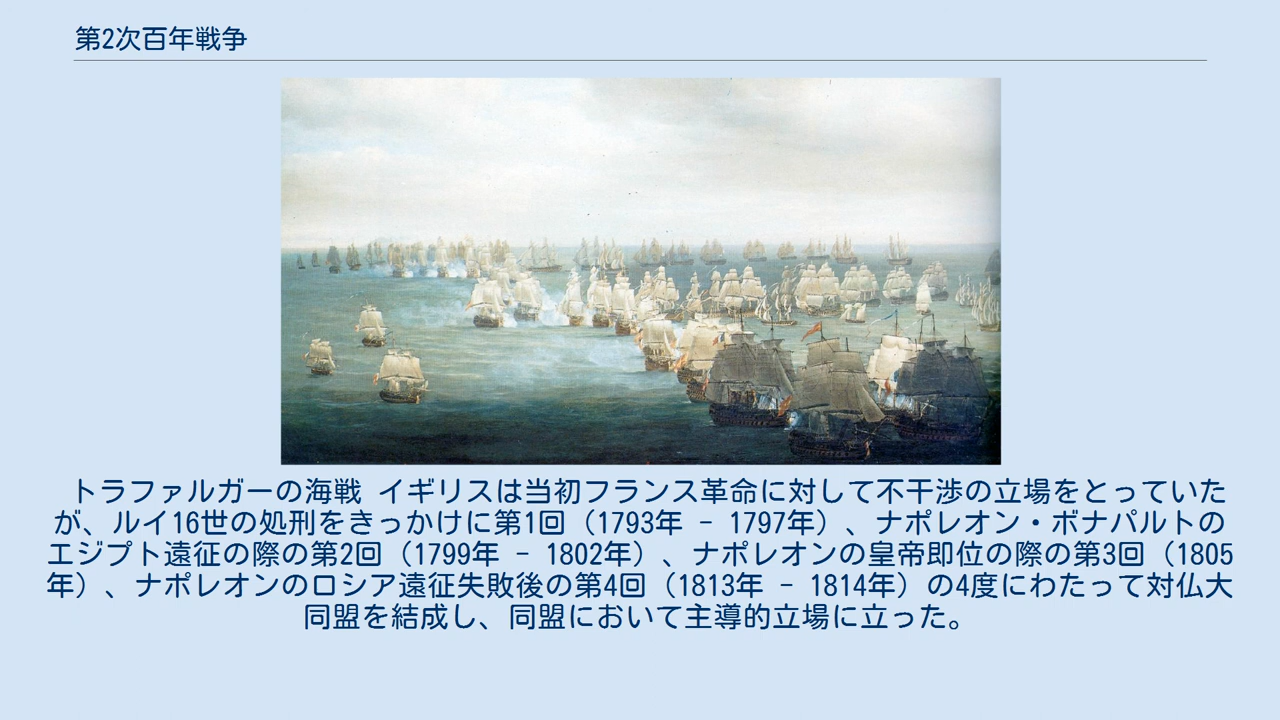 第2次百年戦争
トラファルガーの海戦 イギリスは当初フランス革命に対して不干渉の立場をとっていた
が、ルイ16世の処刑をきっかけに第1回（1793年 - 1797年）、ナポレオン・ボナパルトの
エジプト遠征の際の第2回（1799年 - 1802年）、ナポレオンの皇帝即位の際の第3回（1805
年）、ナポレオンのロシア遠征失敗後の第4回（1813年 - 1814年）の4度にわたって対仏大
同盟を結成し、同盟において主導的立場に立った。